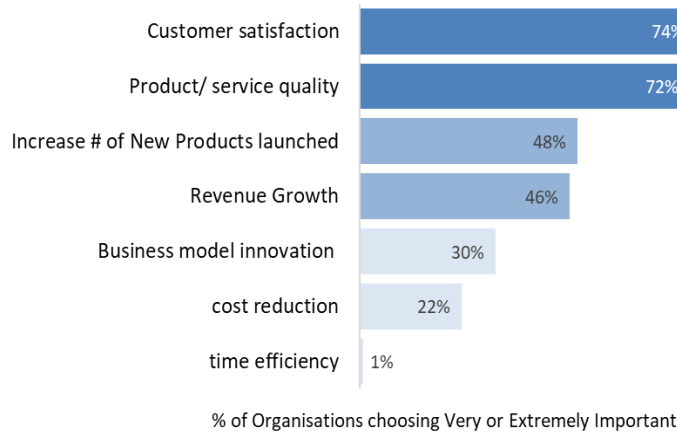 Customer satisfaction 74%
Product/ service quality 72%
Increase # of New Products launched 48%
Revenue Growth 46%
Business model innovation 30%
cost reduction 22%
time efficiency 1%
% of Organisations choosing Very or Extremely Important